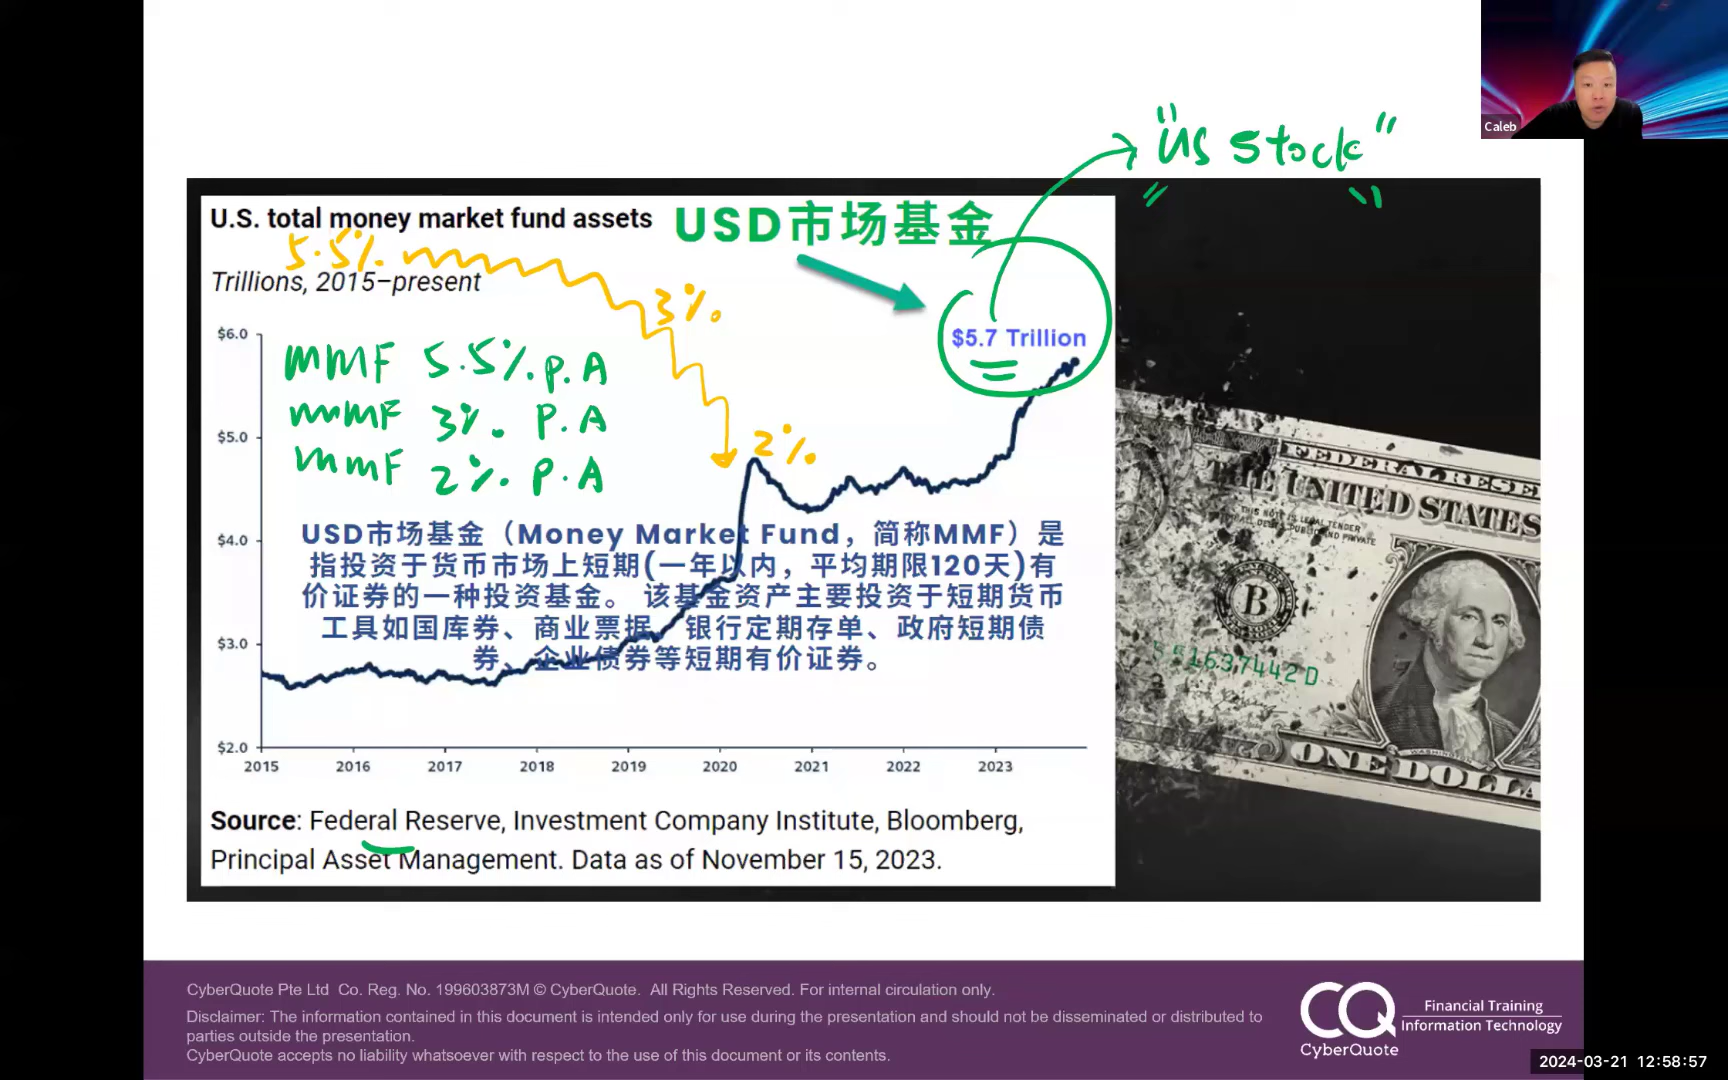 Caleb
"US Stock"
U.S. total money market fund assets
USD市场基金
5.5%.
Trillions, 2015–present
3%.
$5.7 Trillion
$6.0
MMF 5.5%. P.A
MMF 3%. P.A
2%.
$5.0
MMF 2%. P.A
USD市场基金（Money Market Fund，简称MMF）是
指投资于货币市场上短期(一年以内，平均期限120天)有
价证券的一种投资基金。 该基金资产主要投资于短期货币
工具如国库券、商业票据、银行定期存单、政府短期债
券、企业债券等短期有价证券。
$4.0
$3.0
$2.0
2015 2016 2017 2018 2019 2020 2021 2022 2023
Source: Federal Reserve, Investment Company Institute, Bloomberg,
Principal Asset Management. Data as of November 15, 2023.
FEDERAL RESE
THE UNITED STATES
THIS NOTE IS LEGAL TENDER
B
51637442D
WASHING
ONE DOLLA
CyberQuote Pte Ltd Co. Reg. No. 199603873M © CyberQuote. All Rights Reserved. For internal circulation only.
Disclaimer: The information contained in this document is intended only for use during the presentation and should not be disseminated or distributed to
parties outside the presentation.
CyberQuote accepts no liability whatsoever with respect to the use of this document or its contents.
CQ
CyberQuote
Financial Training
Information Technology
2024-03-21 12:58:57